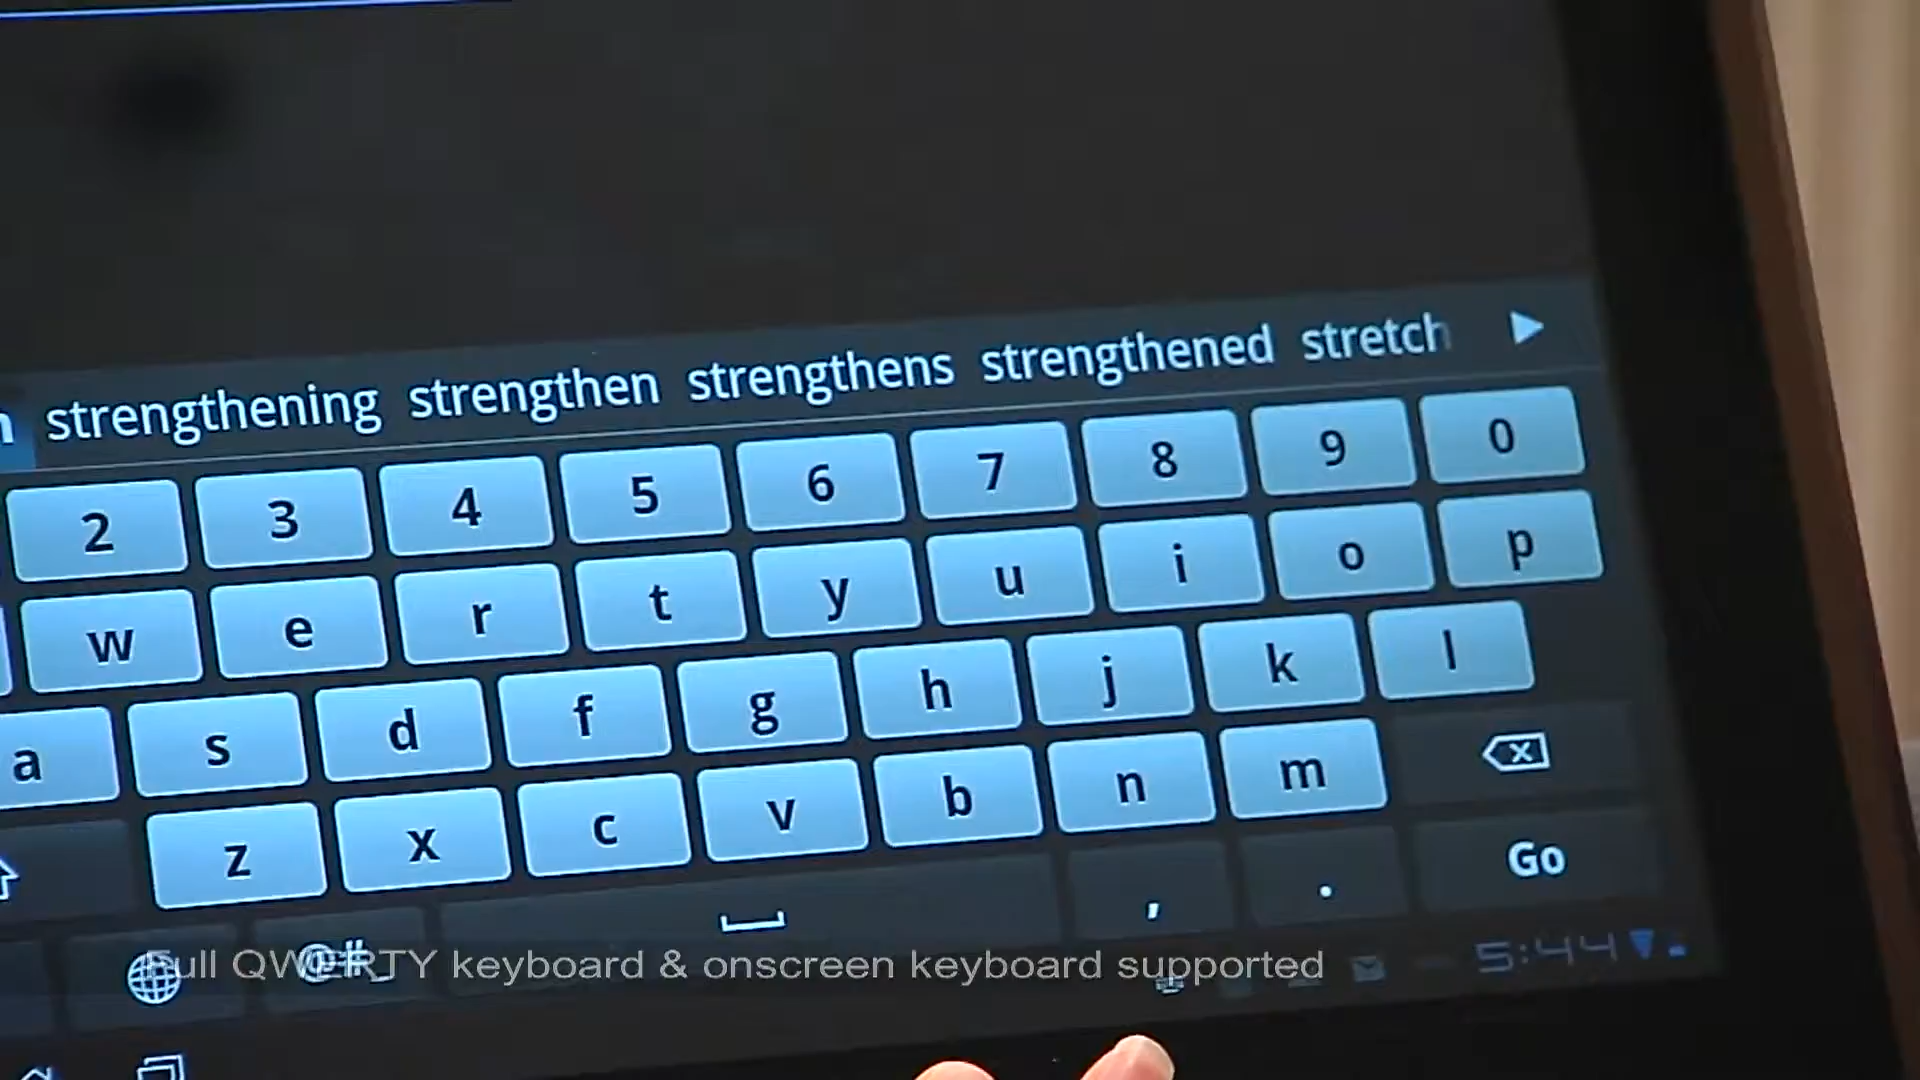 strengthening strengthen strengthens strengthened stretch
2 3 4 5 6 7 8 9 0
w e r t y u i o p
a s d f g h j k l
z x c v b n m
, . Go
@#_
Full QWERTY keyboard & onscreen keyboard supported
5:44